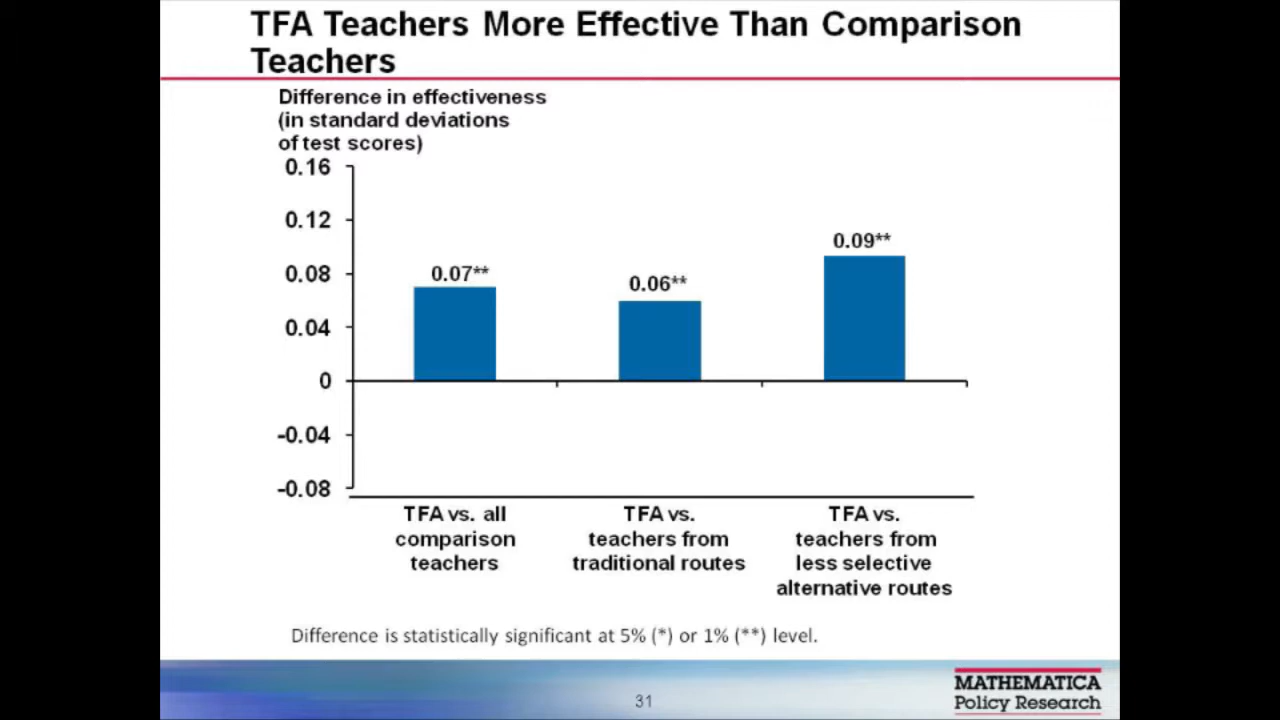 TFA Teachers More Effective Than Comparison
Teachers
Difference in effectiveness
(in standard deviations
of test scores)
0.16
0.12
0.08
0.04
0
-0.04
-0.08
0.07**
0.06**
0.09**
TFA vs. all
comparison
teachers
TFA vs.
teachers from
traditional routes
TFA vs.
teachers from
less selective
alternative routes
Difference is statistically significant at 5% (*) or 1% (**) level.
31
MATHEMATICA
Policy Research